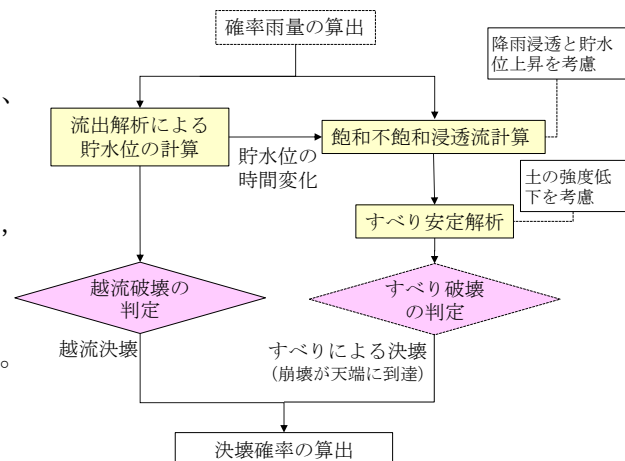 確率雨量の算出
降雨浸透と貯水
位上昇を考慮
、
流出解析による
貯水位の計算
飽和不飽和浸透流計算
貯水位の
時間変化
土の強度低
下を考慮
すべり安定解析
，
越流破壊の
判定
すべり破壊
の判定
越流決壊
すべりによる決壊
（崩壊が天端に到達）
。
決壊確率の算出